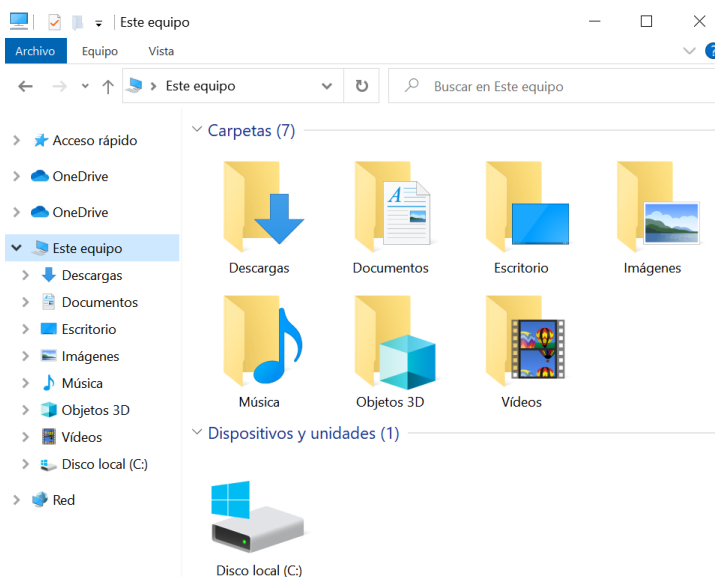 Este equipo
Archivo Equipo Vista
Este equipo
Buscar en Este equipo
Acceso rápido
OneDrive
OneDrive
Este equipo
Descargas
Documentos
Escritorio
Imágenes
Música
Objetos 3D
Vídeos
Disco local (C:)
Red
Carpetas (7)
Descargas Documentos Escritorio Imágenes
Música Objetos 3D Vídeos
Dispositivos y unidades (1)
Disco local (C:)